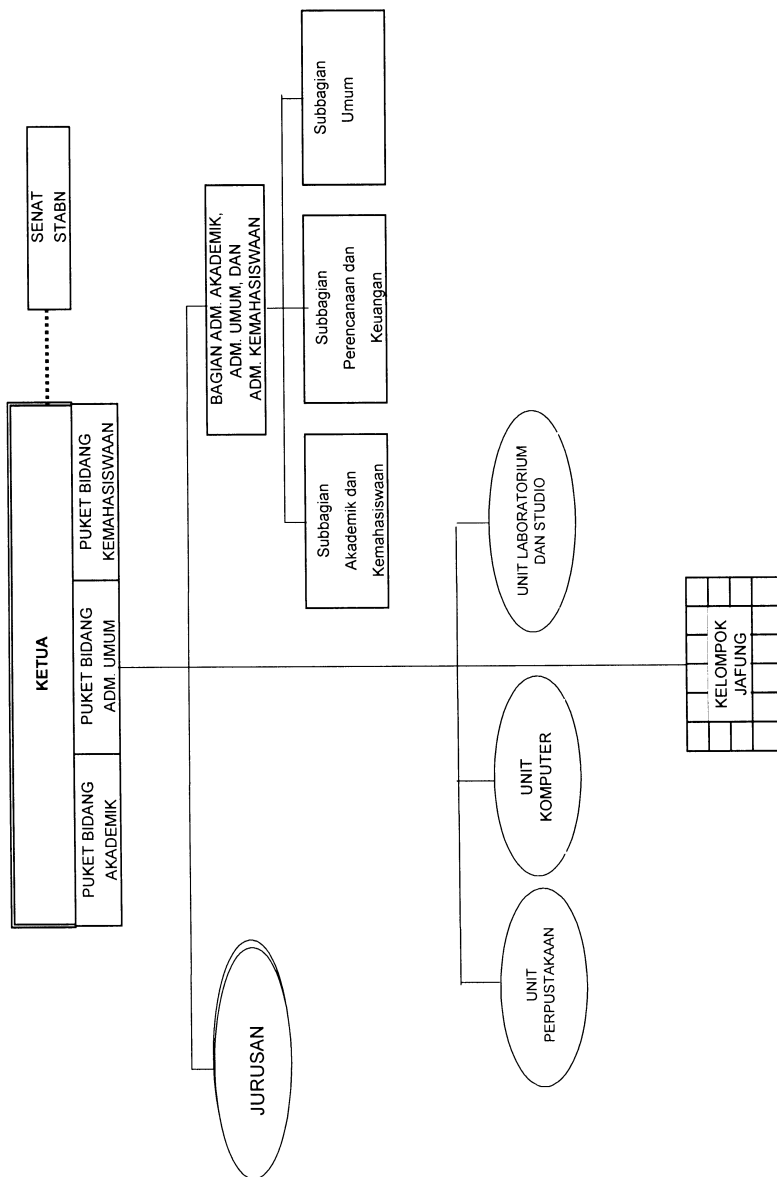 SENAT
STABN
KETUA
PUKET BIDANG
AKADEMIK
PUKET BIDANG
ADM. UMUM
PUKET BIDANG
KEMAHASISWAAN
JURUSAN
BAGIAN ADM. AKADEMIK,
ADM. UMUM, DAN
ADM. KEMAHASISWAAN
Subbagian
Akademik dan
Kemahasiswaan
Subbagian
Perencanaan dan
Keuangan
Subbagian
Umum
UNIT
PERPUSTAKAAN
UNIT
KOMPUTER
UNIT LABORATORIUM
DAN STUDIO
KELOMPOK
JAFUNG